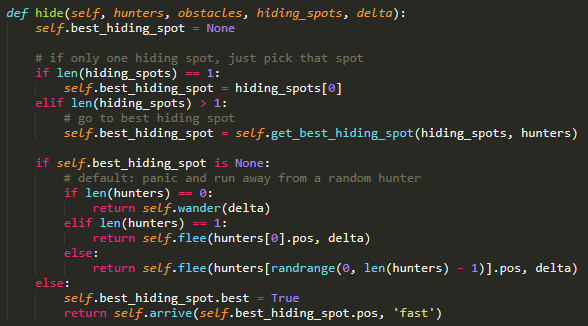 def hide(self, hunters, obstacles, hiding_spots, delta):
    self.best_hiding_spot = None

    # if only one hiding spot, just pick that spot
    if len(hiding_spots) == 1:
        self.best_hiding_spot = hiding_spots[0]
    elif len(hiding_spots) > 1:
        # go to best hiding spot
        self.best_hiding_spot = self.get_best_hiding_spot(hiding_spots, hunters)

    if self.best_hiding_spot is None:
        # default: panic and run away from a random hunter
        if len(hunters) == 0:
            return self.wander(delta)
        elif len(hunters) == 1:
            return self.flee(hunters[0].pos, delta)
        else:
            return self.flee(hunters[randrange(0, len(hunters) - 1)].pos, delta)
    else:
        self.best_hiding_spot.best = True
        return self.arrive(self.best_hiding_spot.pos, 'fast')